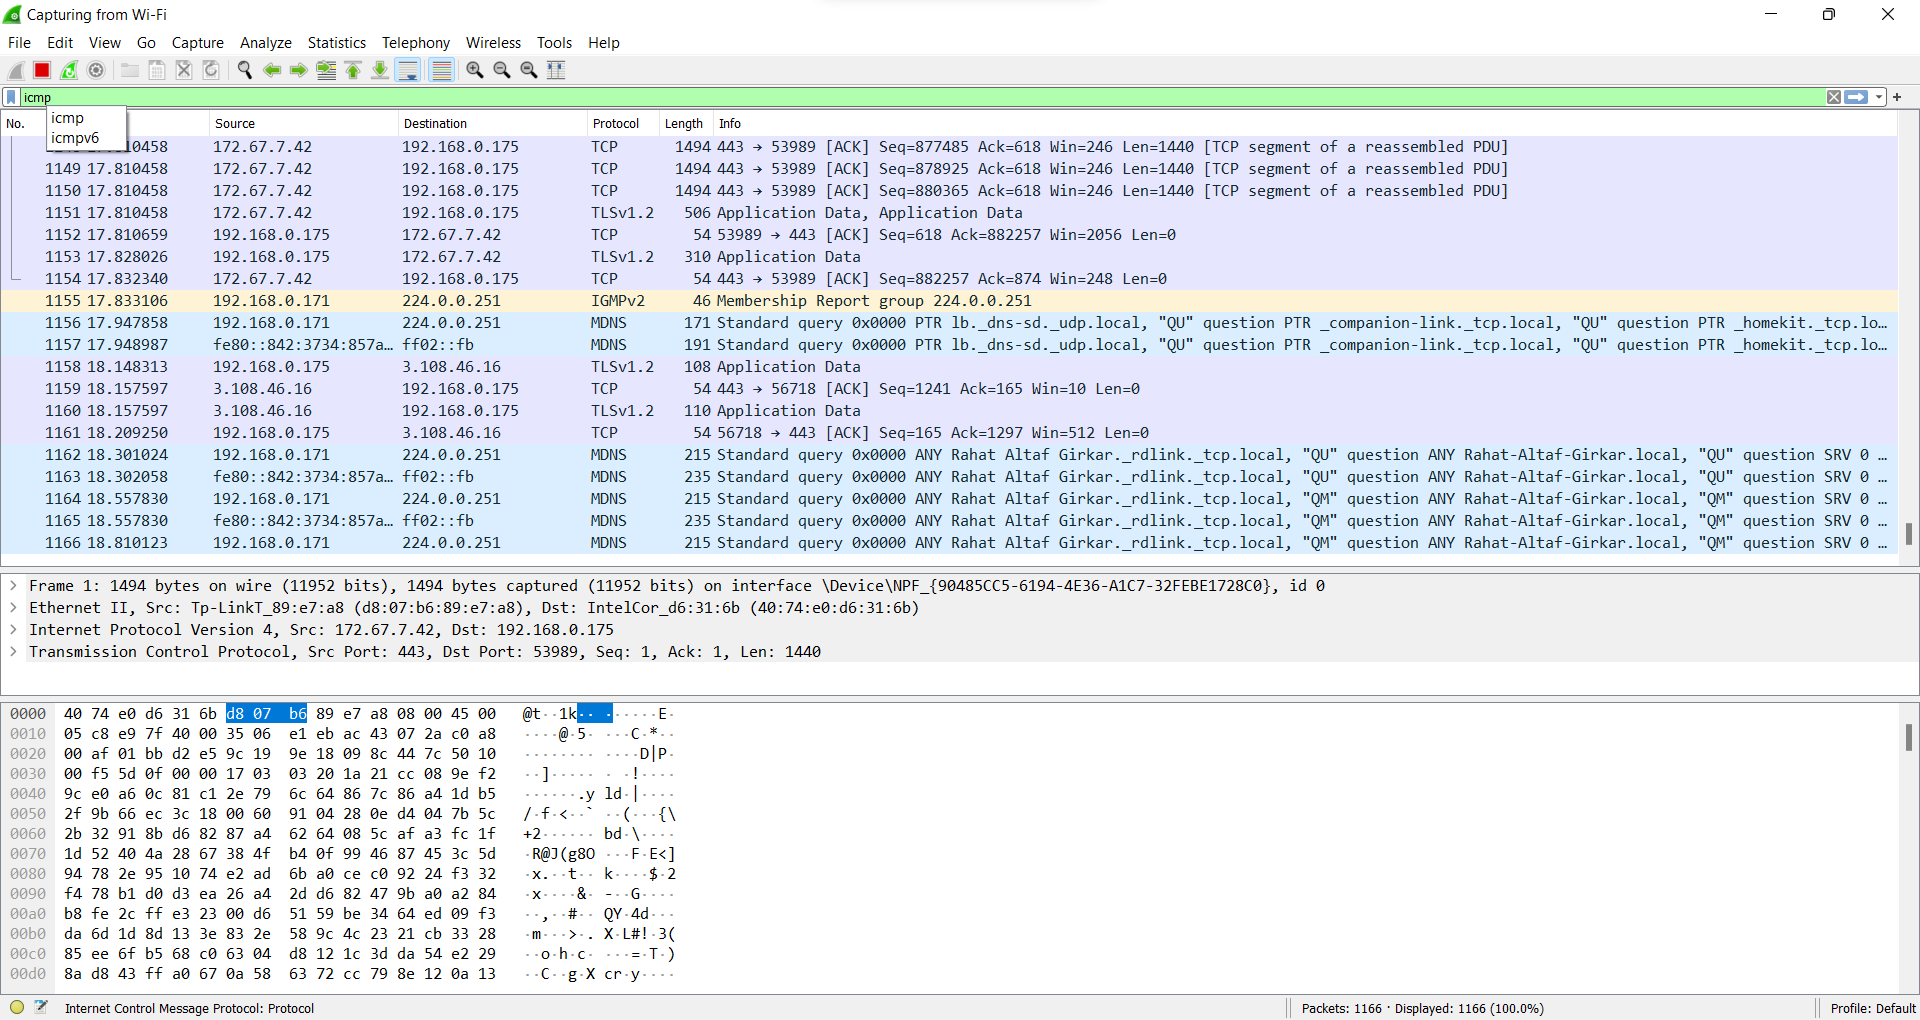 Capturing from Wi-Fi
File Edit View Go Capture Analyze Statistics Telephony Wireless Tools Help
icmp
icmp
icmpv6
No. Source Destination Protocol Length Info
10458 172.67.7.42 192.168.0.175 TCP 1494 443 → 53989 [ACK] Seq=877485 Ack=618 Win=246 Len=1440 [TCP segment of a reassembled PDU]
1149 17.810458 172.67.7.42 192.168.0.175 TCP 1494 443 → 53989 [ACK] Seq=878925 Ack=618 Win=246 Len=1440 [TCP segment of a reassembled PDU]
1150 17.810458 172.67.7.42 192.168.0.175 TCP 1494 443 → 53989 [ACK] Seq=880365 Ack=618 Win=246 Len=1440 [TCP segment of a reassembled PDU]
1151 17.810458 172.67.7.42 192.168.0.175 TLSv1.2 506 Application Data, Application Data
1152 17.810659 192.168.0.175 172.67.7.42 TCP 54 53989 → 443 [ACK] Seq=618 Ack=882257 Win=2056 Len=0
1153 17.828026 192.168.0.175 172.67.7.42 TLSv1.2 310 Application Data
1154 17.832340 172.67.7.42 192.168.0.175 TCP 54 443 → 53989 [ACK] Seq=882257 Ack=874 Win=248 Len=0
1155 17.833106 192.168.0.171 224.0.0.251 IGMPv2 46 Membership Report group 224.0.0.251
1156 17.947858 192.168.0.171 224.0.0.251 MDNS 171 Standard query 0x0000 PTR lb._dns-sd._udp.local, "QU" question PTR _companion-link._tcp.local, "QU" question PTR _homekit._tcp.lo…
1157 17.948987 fe80::842:3734:857a… ff02::fb MDNS 191 Standard query 0x0000 PTR lb._dns-sd._udp.local, "QU" question PTR _companion-link._tcp.local, "QU" question PTR _homekit._tcp.lo…
1158 18.148313 192.168.0.175 3.108.46.16 TLSv1.2 108 Application Data
1159 18.157597 3.108.46.16 192.168.0.175 TCP 54 443 → 56718 [ACK] Seq=1241 Ack=165 Win=10 Len=0
1160 18.157597 3.108.46.16 192.168.0.175 TLSv1.2 110 Application Data
1161 18.209250 192.168.0.175 3.108.46.16 TCP 54 56718 → 443 [ACK] Seq=165 Ack=1297 Win=512 Len=0
1162 18.301024 192.168.0.171 224.0.0.251 MDNS 215 Standard query 0x0000 ANY Rahat Altaf Girkar._rdlink._tcp.local, "QU" question ANY Rahat-Altaf-Girkar.local, "QU" question SRV 0 …
1163 18.302058 fe80::842:3734:857a… ff02::fb MDNS 235 Standard query 0x0000 ANY Rahat Altaf Girkar._rdlink._tcp.local, "QU" question ANY Rahat-Altaf-Girkar.local, "QU" question SRV 0 …
1164 18.557830 192.168.0.171 224.0.0.251 MDNS 215 Standard query 0x0000 ANY Rahat Altaf Girkar._rdlink._tcp.local, "QM" question ANY Rahat-Altaf-Girkar.local, "QM" question SRV 0 …
1165 18.557830 fe80::842:3734:857a… ff02::fb MDNS 235 Standard query 0x0000 ANY Rahat Altaf Girkar._rdlink._tcp.local, "QM" question ANY Rahat-Altaf-Girkar.local, "QM" question SRV 0 …
1166 18.810123 192.168.0.171 224.0.0.251 MDNS 215 Standard query 0x0000 ANY Rahat Altaf Girkar._rdlink._tcp.local, "QM" question ANY Rahat-Altaf-Girkar.local, "QM" question SRV 0 …
Frame 1: 1494 bytes on wire (11952 bits), 1494 bytes captured (11952 bits) on interface \Device\NPF_{90485CC5-6194-4E36-A1C7-32FEBE1728C0}, id 0
Ethernet II, Src: Tp-LinkT_89:e7:a8 (d8:07:b6:89:e7:a8), Dst: IntelCor_d6:31:6b (40:74:e0:d6:31:6b)
Internet Protocol Version 4, Src: 172.67.7.42, Dst: 192.168.0.175
Transmission Control Protocol, Src Port: 443, Dst Port: 53989, Seq: 1, Ack: 1, Len: 1440
0000 40 74 e0 d6 31 6b d8 07 b6 89 e7 a8 08 00 45 00 @t··1k·· ······E·
0010 05 c8 e9 7f 40 00 35 06 e1 eb ac 43 07 2a c0 a8 ····@·5· ···C·*··
0020 00 af 01 bb d2 e5 9c 19 9e 18 09 8c 44 7c 50 10 ········ ····D|P·
0030 00 f5 5d 0f 00 00 17 03 03 20 1a 21 cc 08 9e f2 ··]····· · ·!····
0040 9c e0 a6 0c 81 c1 2e 79 6c 64 86 7c 86 a4 1d b5 ······.y ld·|····
0050 2f 9b 66 ec 3c 18 00 60 91 04 28 0e d4 04 7b 5c /·f·<··` ··(···{\
0060 2b 32 91 8b d6 82 87 a4 62 64 08 5c af a3 fc 1f +2······ bd·\····
0070 1d 52 40 4a 28 67 38 4f b4 0f 99 46 87 45 3c 5d ·R@J(g8O ···F·E<]
0080 94 78 2e 95 10 74 e2 ad 6b a0 ce c0 92 24 f3 32 ·x.··t·· k····$·2
0090 f4 78 b1 d0 d3 ea 26 a4 2d d6 82 47 9b a0 a2 84 ·x····&· -··G····
00a0 b8 fe 2c ff e3 23 00 d6 51 59 be 34 64 ed 09 f3 ··,··#·· QY·4d···
00b0 da 6d 1d 8d 13 3e 83 2e 58 9c 4c 23 21 cb 33 28 ·m···>·. X·L#!·3(
00c0 85 ee 6f b5 68 c0 63 04 d8 12 1c 3d da 54 e2 29 ··o·h·c· ···=·T·)
00d0 8a d8 43 ff a0 67 0a 58 63 72 cc 79 8e 12 0a 13 ··C··g·X cr·y····
Internet Control Message Protocol: Protocol Packets: 1166 · Displayed: 1166 (100.0%) Profile: Default